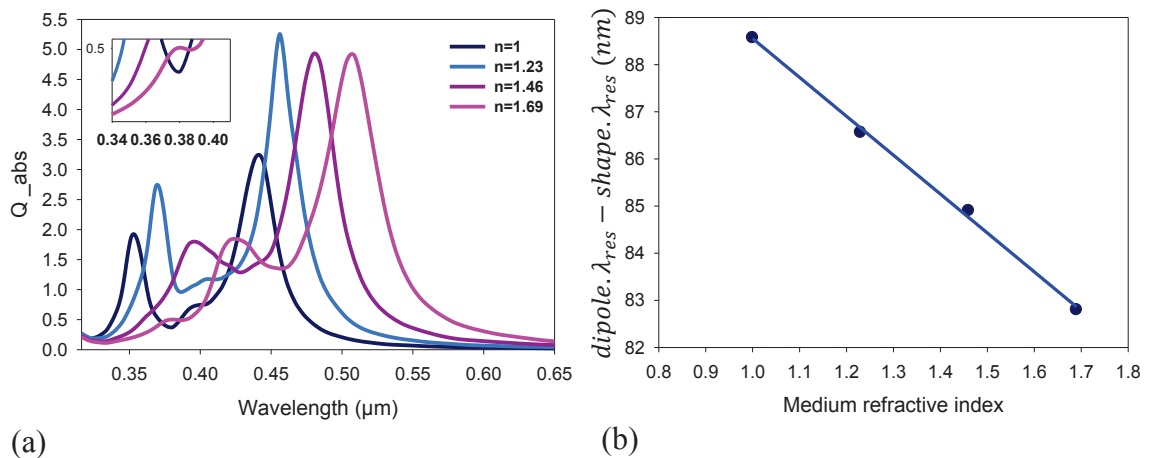 5.5
5.0
4.5
4.0
3.5
3.0
2.5
2.0
1.5
1.0
0.5
0.0
Q_abs
0.5
0.34 0.36 0.38 0.40
n=1
n=1.23
n=1.46
n=1.69
0.35 0.40 0.45 0.50 0.55 0.60 0.65
Wavelength (µm)
(a)
89
88
87
86
85
84
83
82
dipole. λres − shape. λres (nm)
0.8 0.9 1.0 1.1 1.2 1.3 1.4 1.5 1.6 1.7 1.8
Medium refractive index
(b)